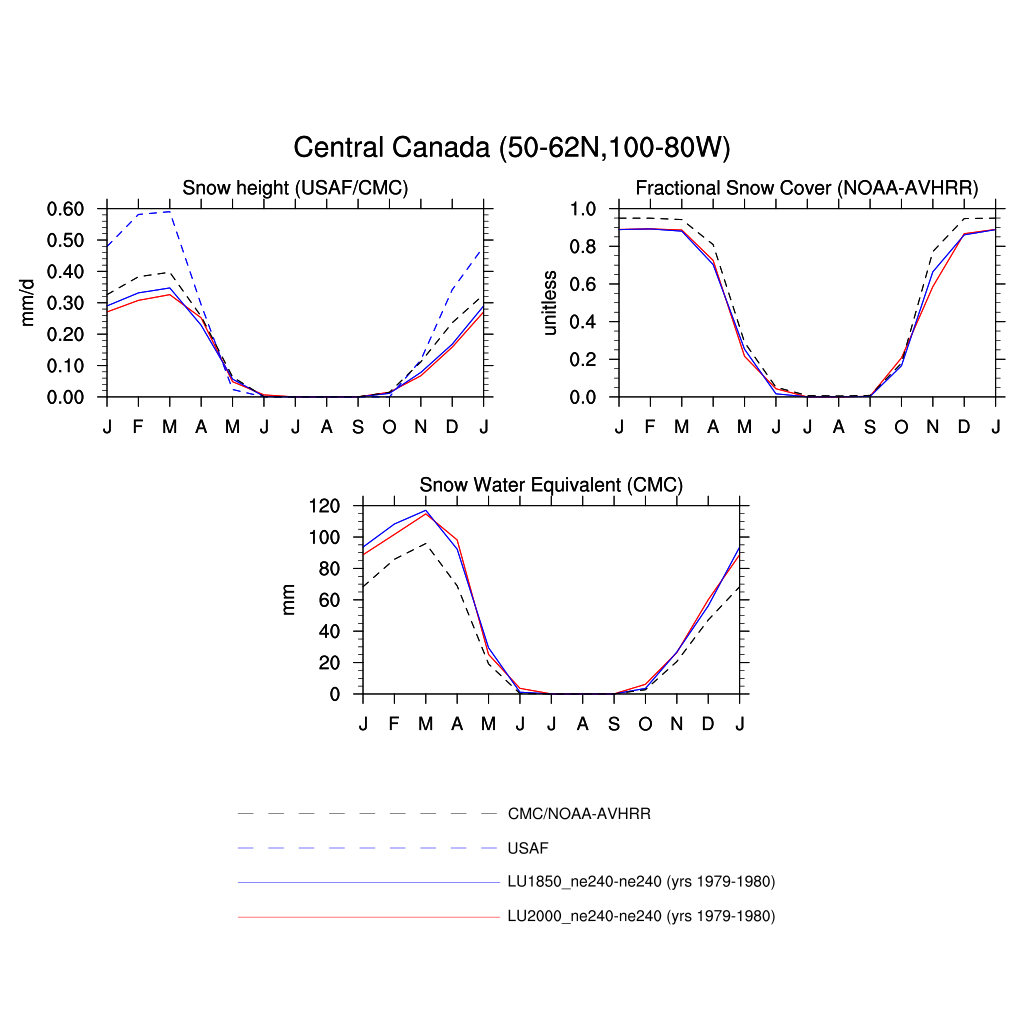 Central Canada (50-62N,100-80W)
Snow height (USAF/CMC)
0.60
0.50
0.40
0.30
0.20
0.10
0.00
mm/d
J F M A M J J A S O N D J
Fractional Snow Cover (NOAA-AVHRR)
1.0
0.8
0.6
0.4
0.2
0.0
unitless
J F M A M J J A S O N D J
Snow Water Equivalent (CMC)
120
100
80
60
40
20
0
mm
J F M A M J J A S O N D J
CMC/NOAA-AVHRR
USAF
LU1850_ne240-ne240 (yrs 1979-1980)
LU2000_ne240-ne240 (yrs 1979-1980)